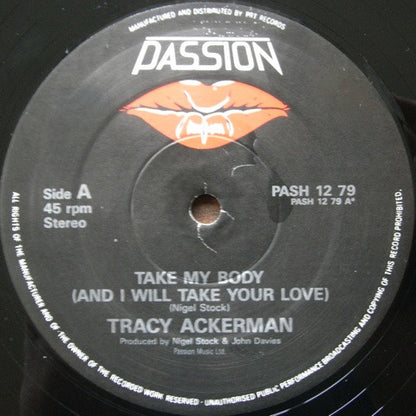 MANUFACTURED AND DISTRIBUTED BY PRT RECORDS
PASSION
Side A
45 rpm
Stereo
PASH 12 79
PASH 12 79 A*
TAKE MY BODY
(AND I WILL TAKE YOUR LOVE)
(Nigel Stock)
TRACY ACKERMAN
Produced by Nigel Stock & John Davies
Passion Music Ltd.
ALL RIGHTS OF THE MANUFACTURER AND OF THE OWNER OF THE RECORDED WORK RESERVED - UNAUTHORISED PUBLIC PERFORMANCE BROADCASTING AND COPYING OF THIS RECORD PROHIBITED.